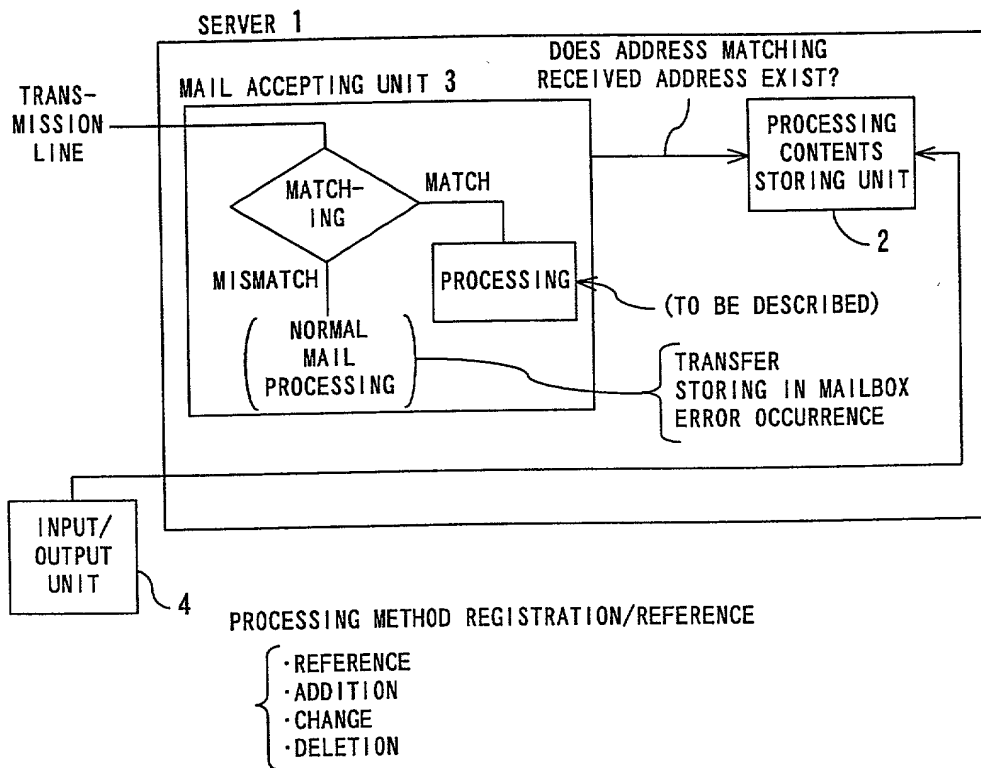 SERVER 1
DOES ADDRESS MATCHING
RECEIVED ADDRESS EXIST?
MAIL ACCEPTING UNIT 3
TRANS-
MISSION
LINE
PROCESSING
CONTENTS
STORING UNIT
2
MATCH-
ING
MATCH
MISMATCH
PROCESSING
(TO BE DESCRIBED)
NORMAL
MAIL
PROCESSING
TRANSFER
STORING IN MAILBOX
ERROR OCCURRENCE
INPUT/
OUTPUT
UNIT
4
PROCESSING METHOD REGISTRATION/REFERENCE
·REFERENCE
·ADDITION
·CHANGE
·DELETION